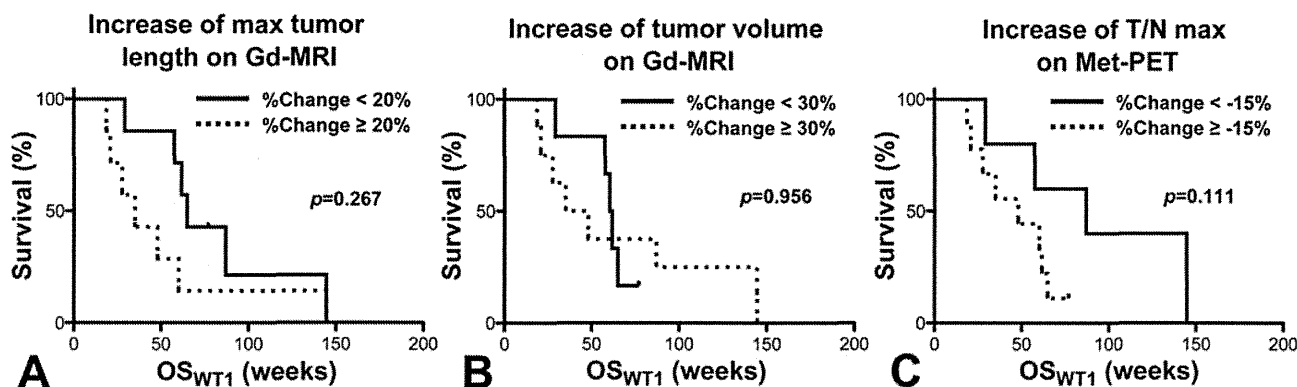 Increase of max tumor
length on Gd-MRI
%Change < 20%
%Change ≥ 20%
p=0.267
Survival (%)
100
50
0
0 50 100 150 200
OSWT1 (weeks)
A
Increase of tumor volume
on Gd-MRI
%Change < 30%
%Change ≥ 30%
p=0.956
Survival (%)
100
50
0
0 50 100 150 200
OSWT1 (weeks)
B
Increase of T/N max
on Met-PET
%Change < -15%
%Change ≥ -15%
p=0.111
Survival (%)
100
50
0
0 50 100 150 200
OSWT1 (weeks)
C